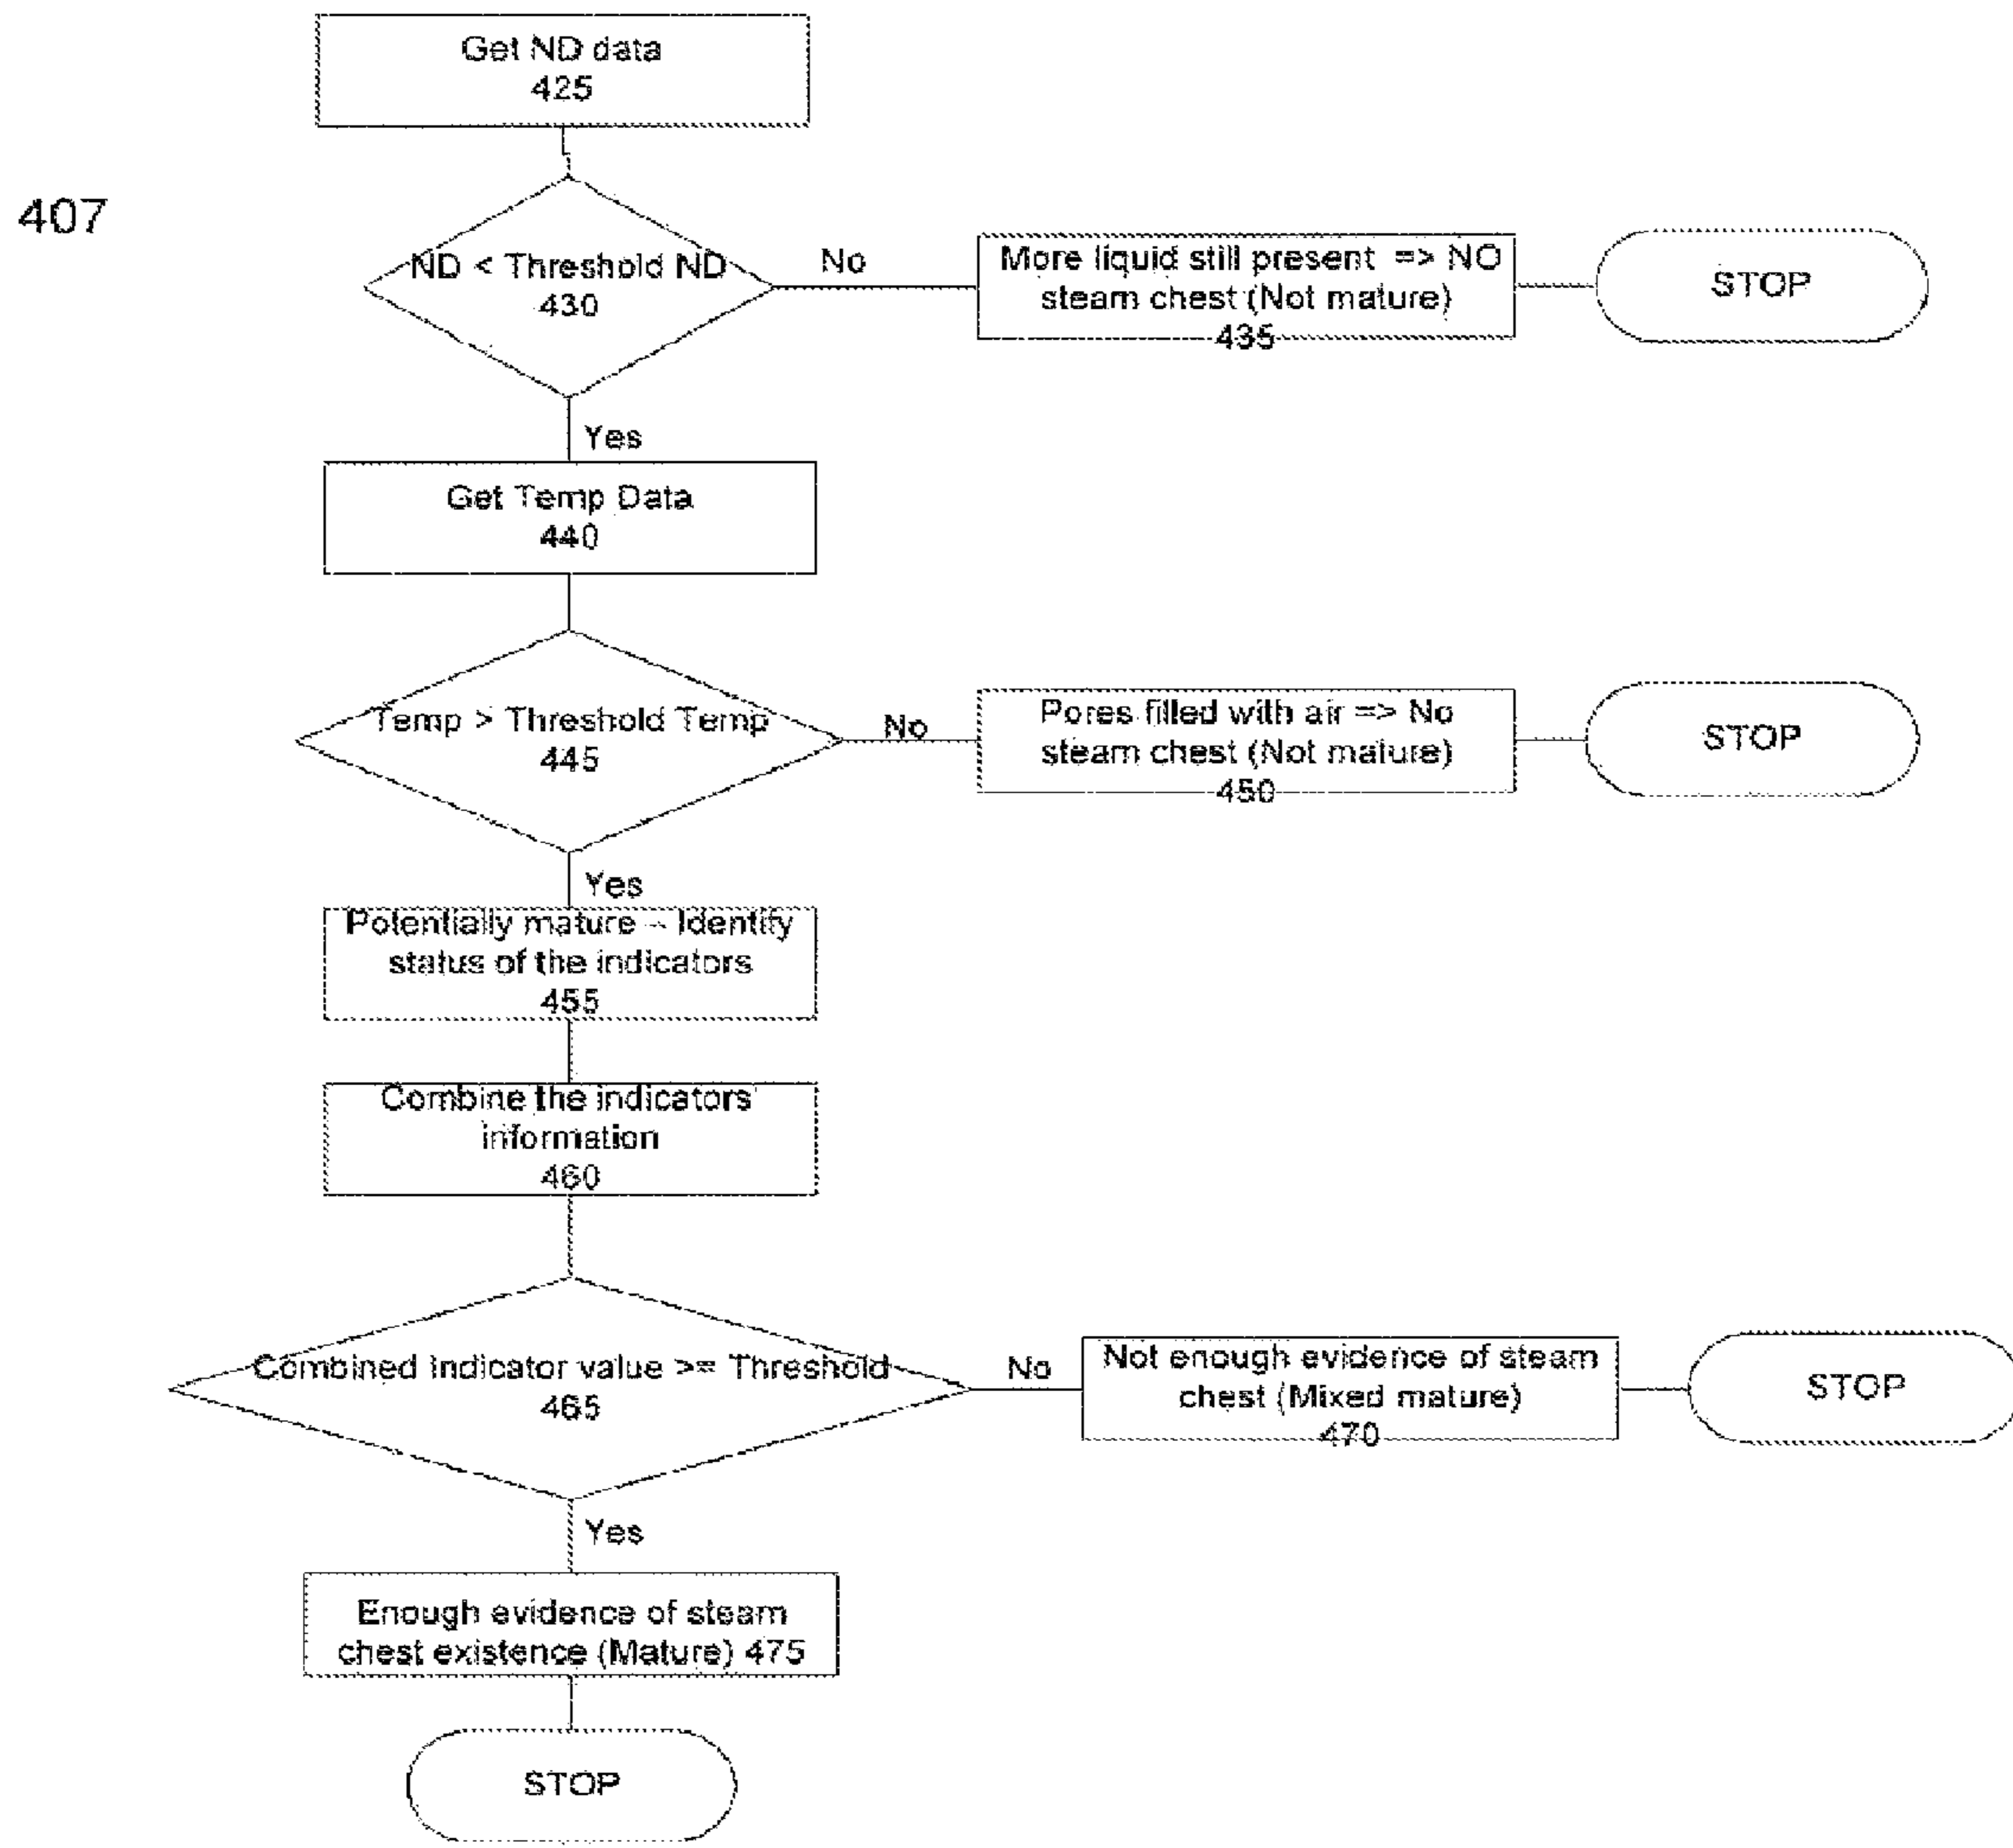 Get ND data
425
407
ND < Threshold ND
430
No
More liquid still present => NO
steam chest (Not mature)
435
STOP
Yes
Get Temp Data
440
Temp > Threshold Temp
445
No
Pores filled with air => No
steam chest (Not mature)
450
STOP
Yes
Potentially mature – Identify
status of the indicators
455
Combine the indicators'
information
460
Combined Indicator value >= Threshold
465
No
Not enough evidence of steam
chest (Mixed mature)
470
STOP
Yes
Enough evidence of steam
chest existence (Mature) 475
STOP